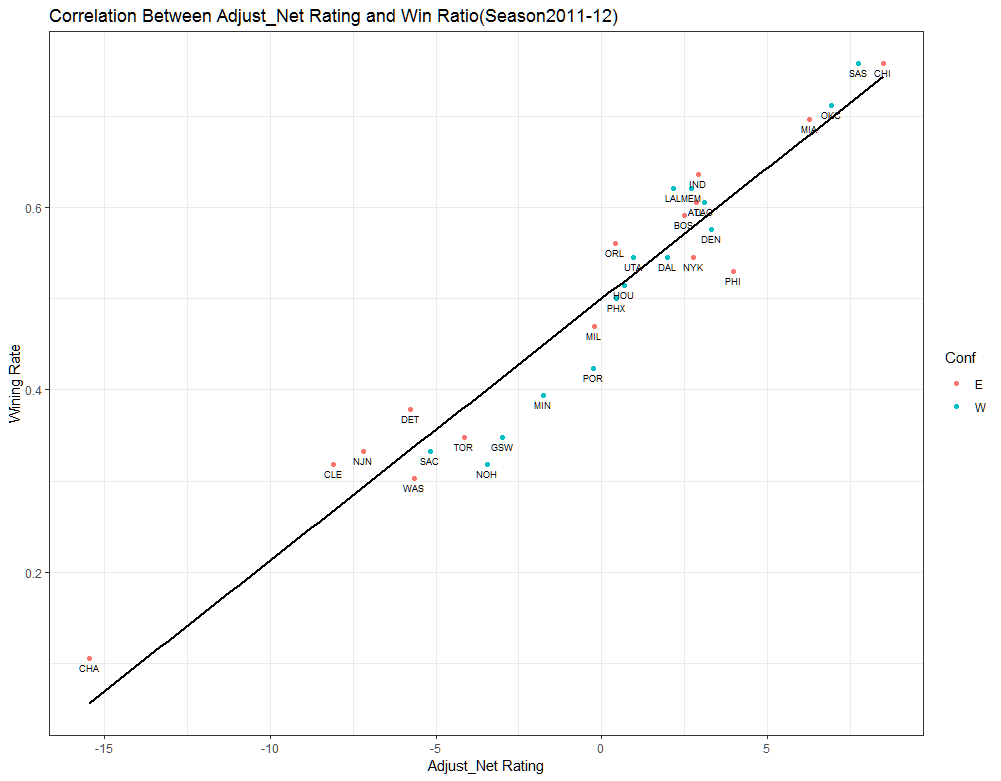 Correlation Between Adjust_Net Rating and Win Ratio(Season2011-12)
SAS CHI
OKC
MIA
IND
LAL MEM
ATL LAC
BOS
DEN
ORL
UTA DAL NYK
PHI
HOU
PHX
MIL
POR
MIN
DET
TOR GSW
NJN SAC
CLE NOH
WAS
CHA
0.6
0.4
0.2
Wining Rate
-15 -10 -5 0 5
Adjust_Net Rating
Conf
E
W